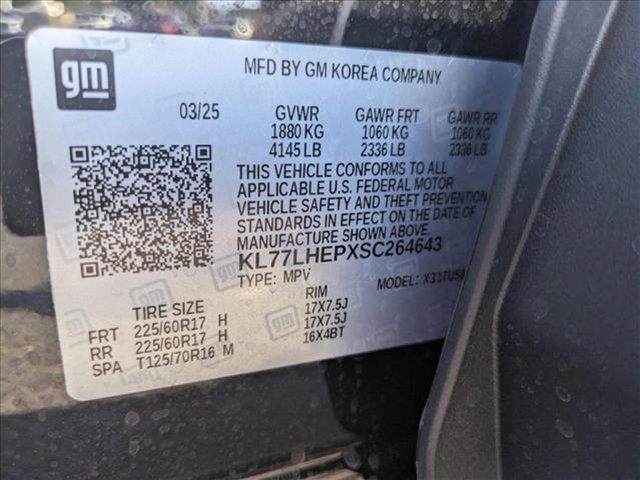 gm
MFD BY GM KOREA COMPANY
03/25 GVWR GAWR FRT GAWR RR
1880 KG 1060 KG 1060 KG
4145 LB 2336 LB 2336 LB
THIS VEHICLE CONFORMS TO ALL
APPLICABLE U.S. FEDERAL MOTOR
VEHICLE SAFETY AND THEFT PREVENTION
STANDARDS IN EFFECT ON THE DATE OF
MANUFACTURE SHOWN ABOVE.
KL77LHEPXSC264643
TYPE: MPV MODEL: X31TU58
TIRE SIZE RIM
FRT 225/60R17 H 17X7.5J
RR 225/60R17 H 17X7.5J
SPA T125/70R16 M 16X4BT